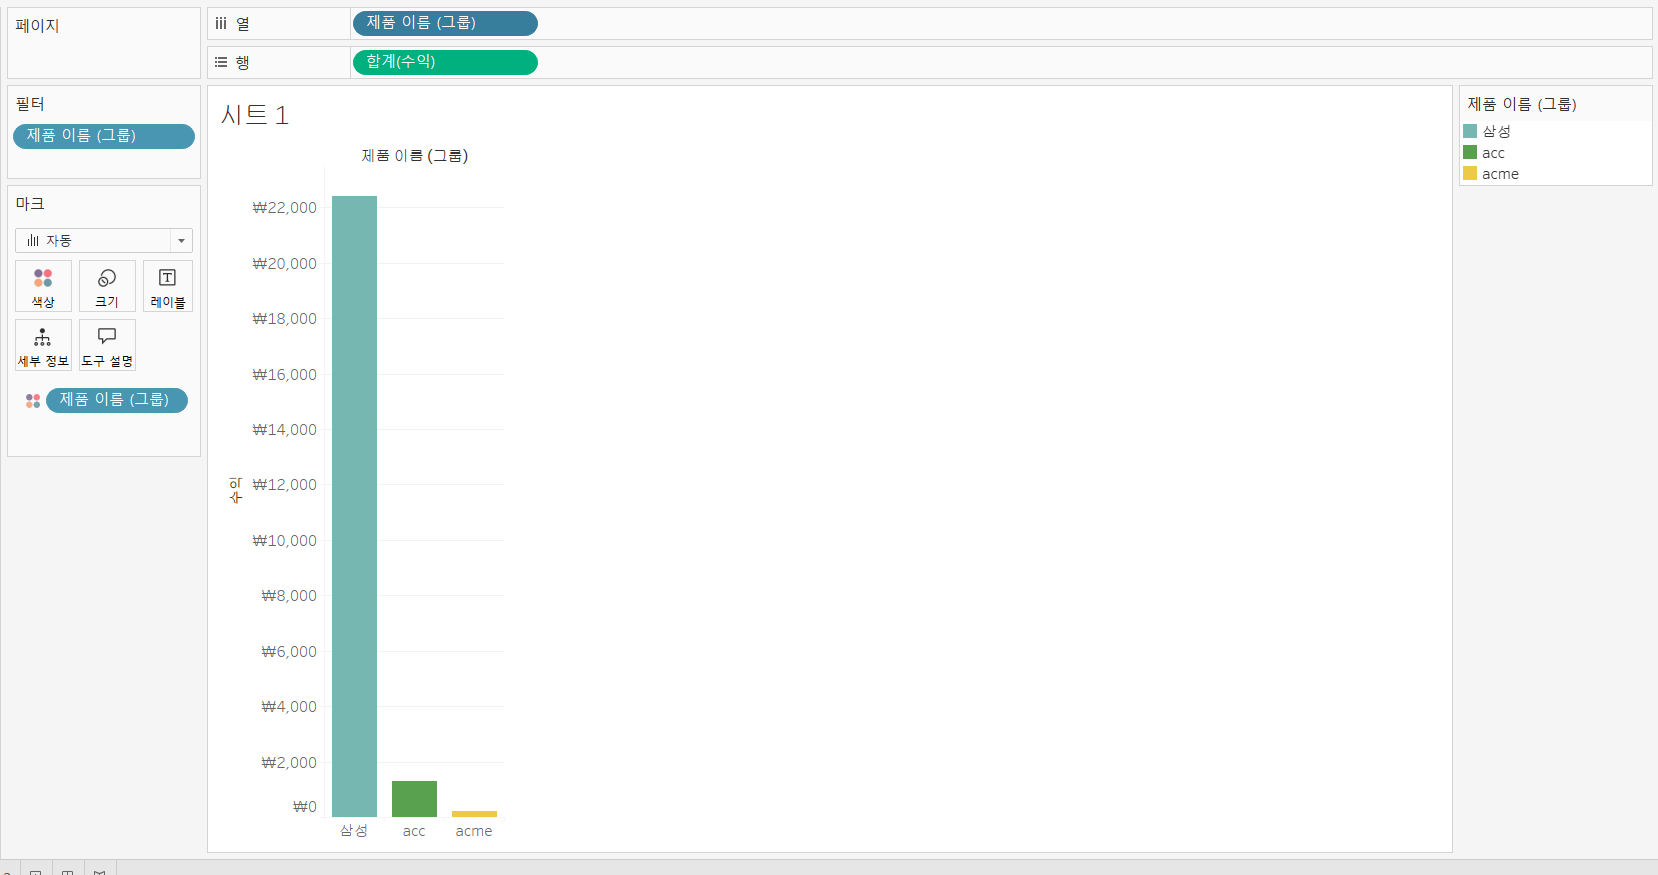 페이지
열
제품 이름 (그룹)
행
합계(수익)
필터
제품 이름 (그룹)
마크
자동
색상
크기
레이블
세부 정보
도구 설명
제품 이름 (그룹)
시트 1
제품 이름 (그룹)
₩22,000
₩20,000
₩18,000
₩16,000
₩14,000
₩12,000
₩10,000
₩8,000
₩6,000
₩4,000
₩2,000
₩0
수익
삼성
acc
acme
제품 이름 (그룹)
삼성
acc
acme